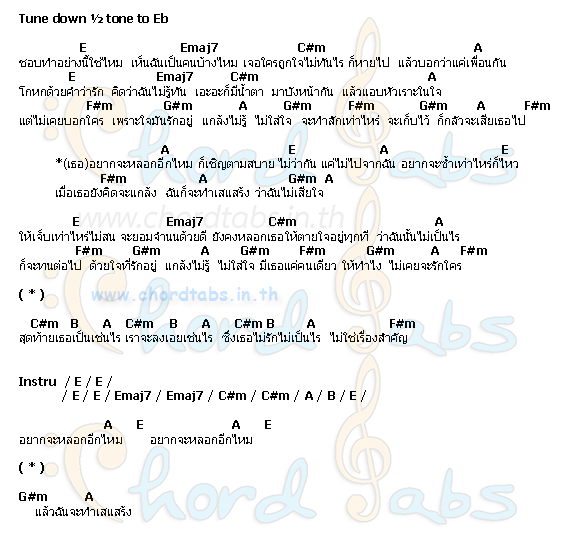 Tune down ½ tone to Eb
E Emaj7 C#m A
ชอบทำอย่างนี้ใช่ไหม เห็นฉันเป็นคนบ้างไหม เจอใครถูกใจไม่ทันไร ก็หายไป แล้วบอกว่าแค่เพื่อนกัน
E Emaj7 C#m A
โกหกด้วยคำว่ารัก คิดว่าฉันไม่รู้ทัน เอะอะก็มีน้ำตา มาบังหน้ากัน แล้วแอบหัวเราะในใจ
F#m G#m A G#m F#m G#m A F#m
แต่ไม่เคยบอกใคร เพราะใจมันรักอยู่ แกล้งไม่รู้ ไม่ใส่ใจ จะทำสักเท่าไหร่ จะเก็บไว้ ก็กลัวจะเสียเธอไป
A E A E
*(เธอ)อยากจะหลอกอีกไหม ก็เชิญตามสบาย ไม่ว่ากัน แค่ไม่ไปจากฉัน อยากจะซ้ำเท่าไหร่ก็ไหว
F#m A G#m A
เมื่อเธอยังคิดจะแกล้ง ฉันก็จะทำเสแสร้ง ว่าฉันไม่เสียใจ
www.chordtabs.in.th
E Emaj7 C#m A
ให้เจ็บเท่าไหร่ไม่สน จะยอมจำนนด้วยดี ยังคงหลอกเธอให้ตายใจอยู่ทุกที่ ว่าฉันนั้นไม่เป็นไร
F#m G#m A G#m F#m G#m A F#m
ก็จะทนต่อไป ด้วยใจที่รักอยู่ แกล้งไม่รู้ ไม่ใส่ใจ มีเธอแค่คนเดียว ให้ทำไง ไม่เคยจะรักใคร
( * )
www.chordtabs.in.th
C#m B A C#m B A C#m B A F#m
สุดท้ายเธอเป็นเช่นไร เราจะลงเอยเช่นไร ซึ่งเธอไม่รักไม่เป็นไร ไม่ใช่เรื่องสำคัญ
Chord Tabs
Instru / E / E /
/ E / E / Emaj7 / Emaj7 / C#m / C#m / A / B / E /
A E A E
อยากจะหลอกอีกไหม อยากจะหลอกอีกไหม
( * )
G#m A
แล้วฉันจะทำเสแสร้ง